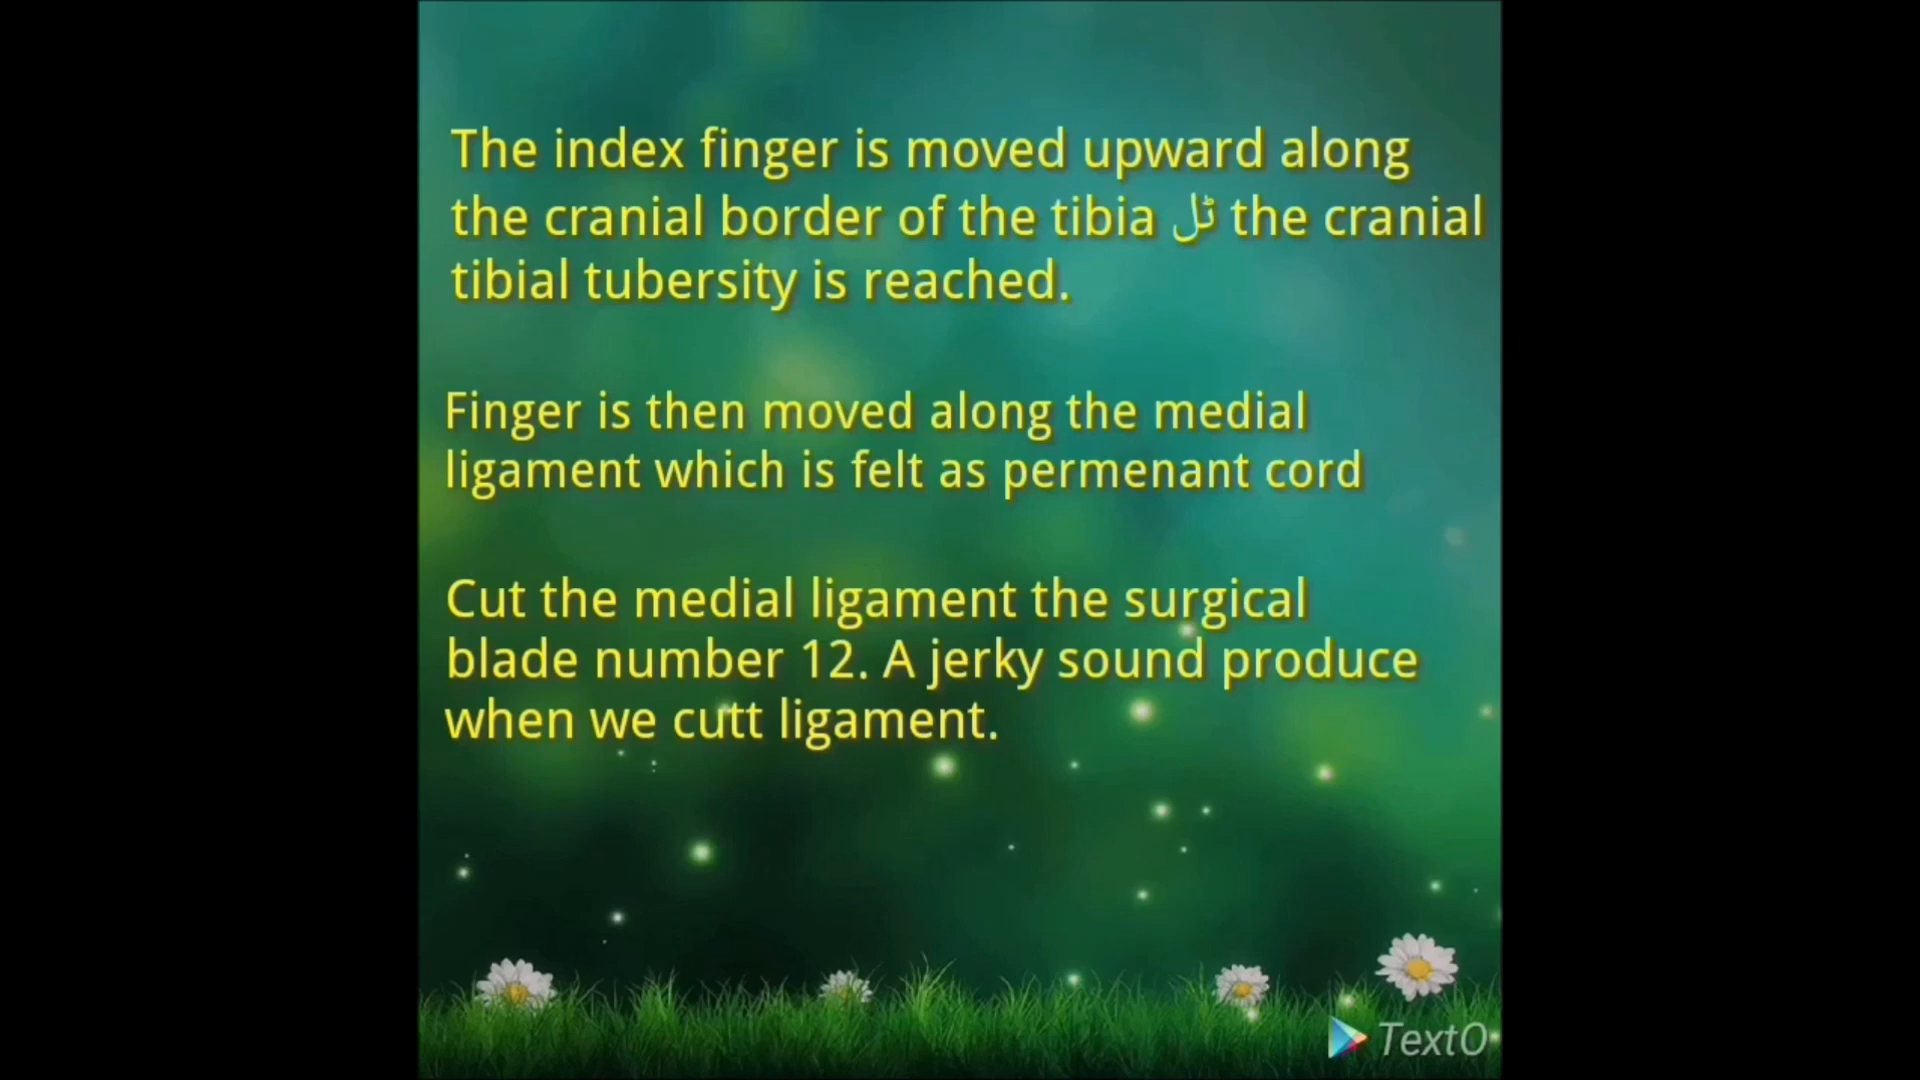 The index finger is moved upward along
the cranial border of the tibia ٹل the cranial
tibial tubersity is reached.
Finger is then moved along the medial
ligament which is felt as permenant cord
Cut the medial ligament the surgical
blade number 12. A jerky sound produce
when we cutt ligament.
TextO